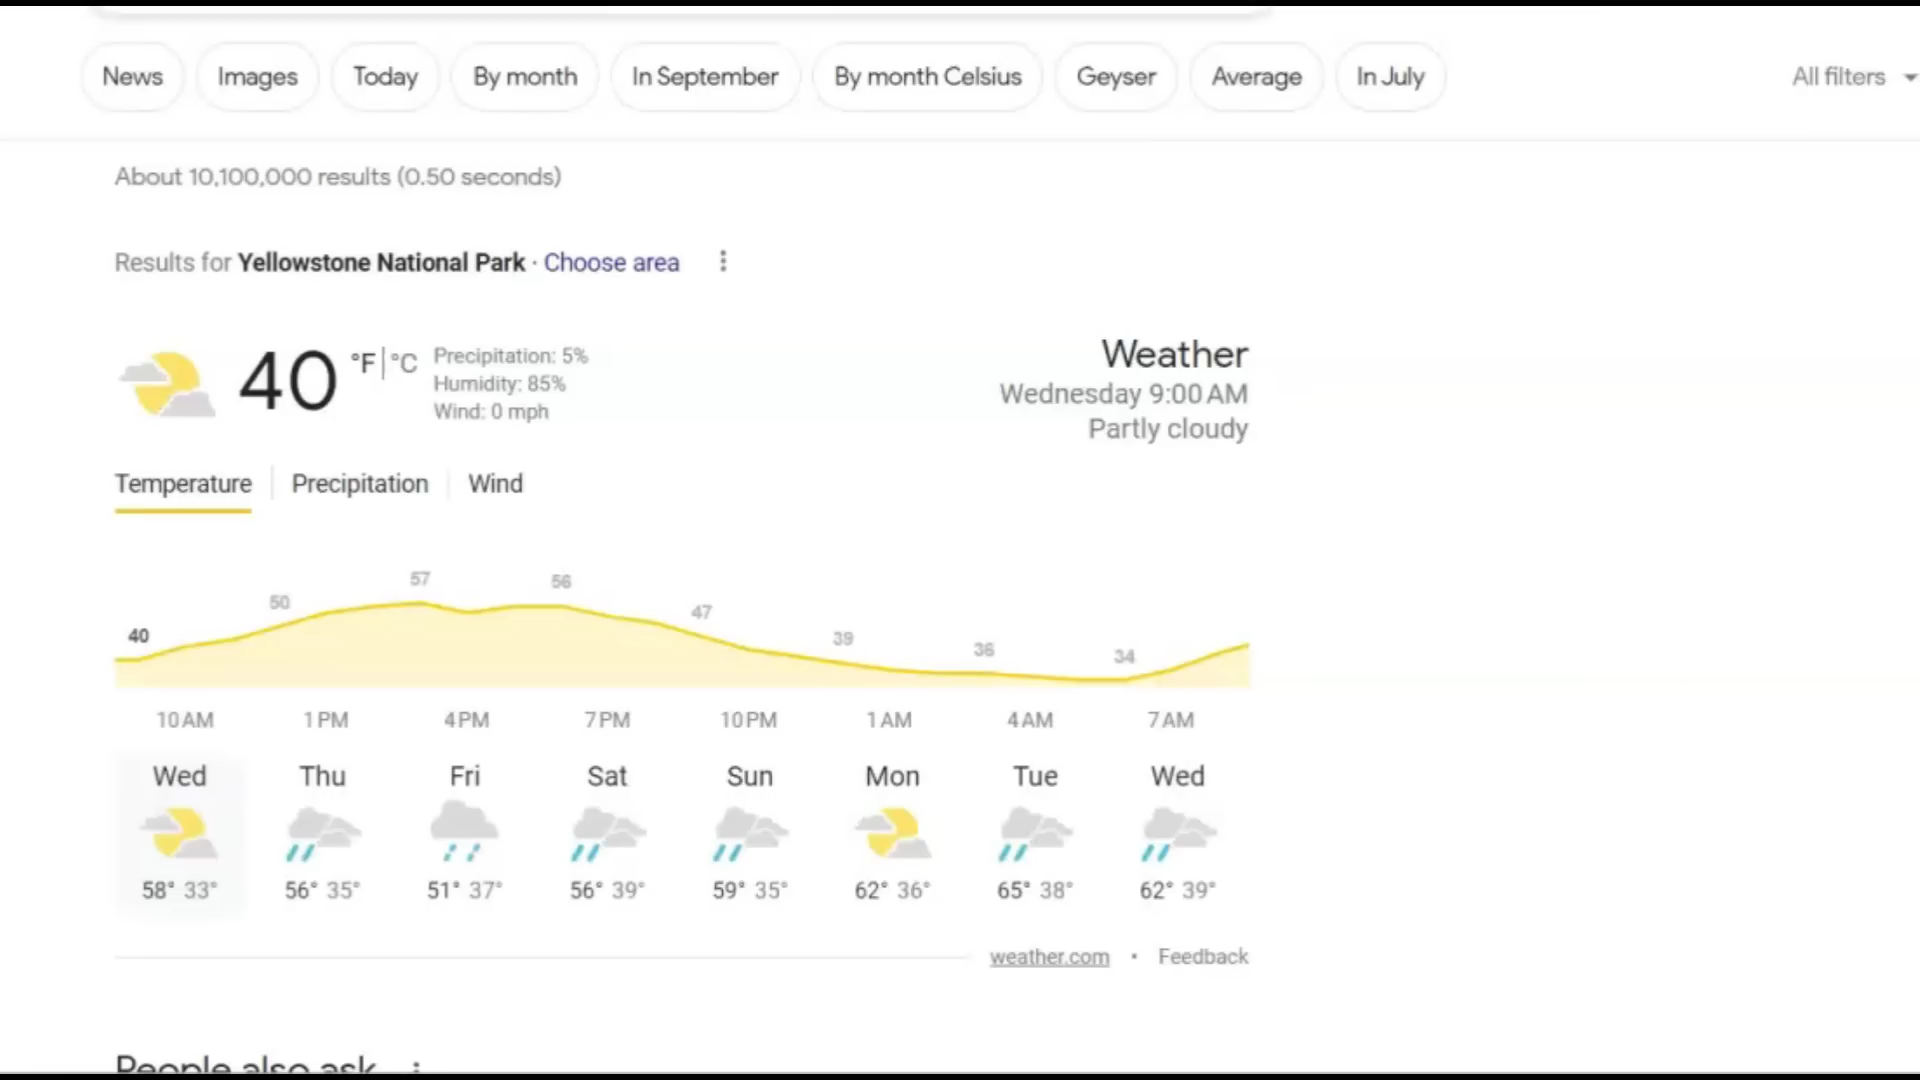 News Images Today By month In September By month Celsius Geyser Average In July All filters
About 10,100,000 results (0.50 seconds)
Results for Yellowstone National Park · Choose area
40 °F | °C
Precipitation: 5%
Humidity: 85%
Wind: 0 mph
Weather
Wednesday 9:00 AM
Partly cloudy
Temperature Precipitation Wind
40 50 57 56 47 39 36 34
10 AM 1 PM 4 PM 7 PM 10 PM 1 AM 4 AM 7 AM
Wed Thu Fri Sat Sun Mon Tue Wed
58° 33° 56° 35° 51° 37° 56° 39° 59° 35° 62° 36° 65° 38° 62° 39°
weather.com · Feedback
People also ask